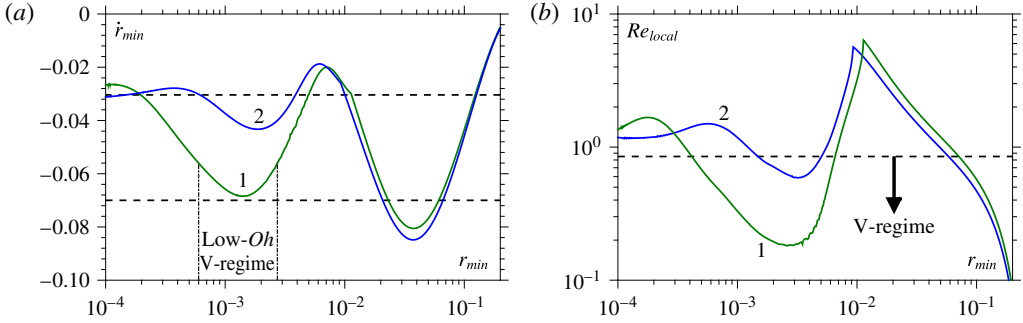 (a)
0
−0.02
−0.04
−0.06
−0.08
−0.10
ṙmin
2
1
Low-Oh
V-regime
rmin
10⁻⁴
10⁻³
10⁻²
10⁻¹
(b)
10¹
10⁰
10⁻¹
Relocal
2
1
V-regime
rmin
10⁻⁴
10⁻³
10⁻²
10⁻¹